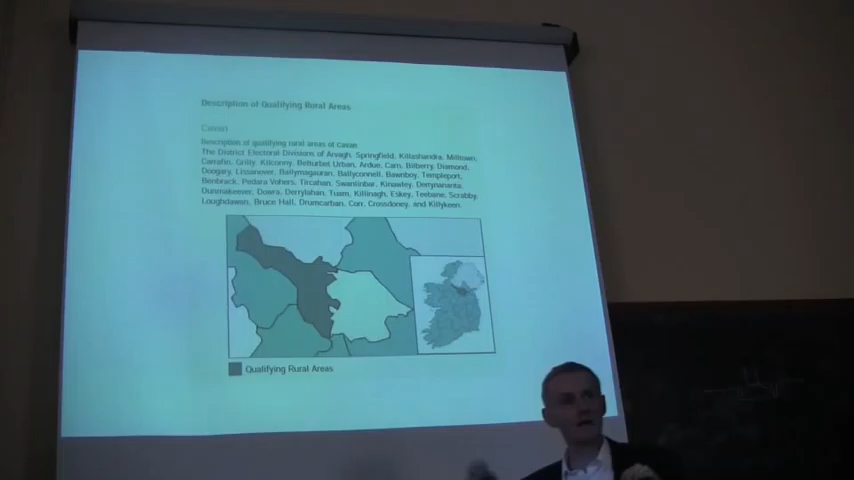 Description of Qualifying Rural Areas
Cavan
Description of qualifying rural areas of Cavan
The District Electoral Divisions of Arvagh, Springfield, Killashandra, Milltown,
Carrafin, Grilly, Kilconny, Belturbet Urban, Ardue, Carn, Bilberry, Diamond,
Doogary, Lissanover, Ballymagauran, Ballyconnell, Bawnboy, Templeport,
Benbrack, Pedara Vohers, Tircahan, Swanlinbar, Kinawley, Derrynananta,
Dunmakeever, Dowra, Derrylahan, Tuam, Killinagh, Eskey, Teebane, Scrabby,
Loughdawan, Bruce Hall, Drumcarban, Corr, Crossdoney, and Killykeen.
Qualifying Rural Areas